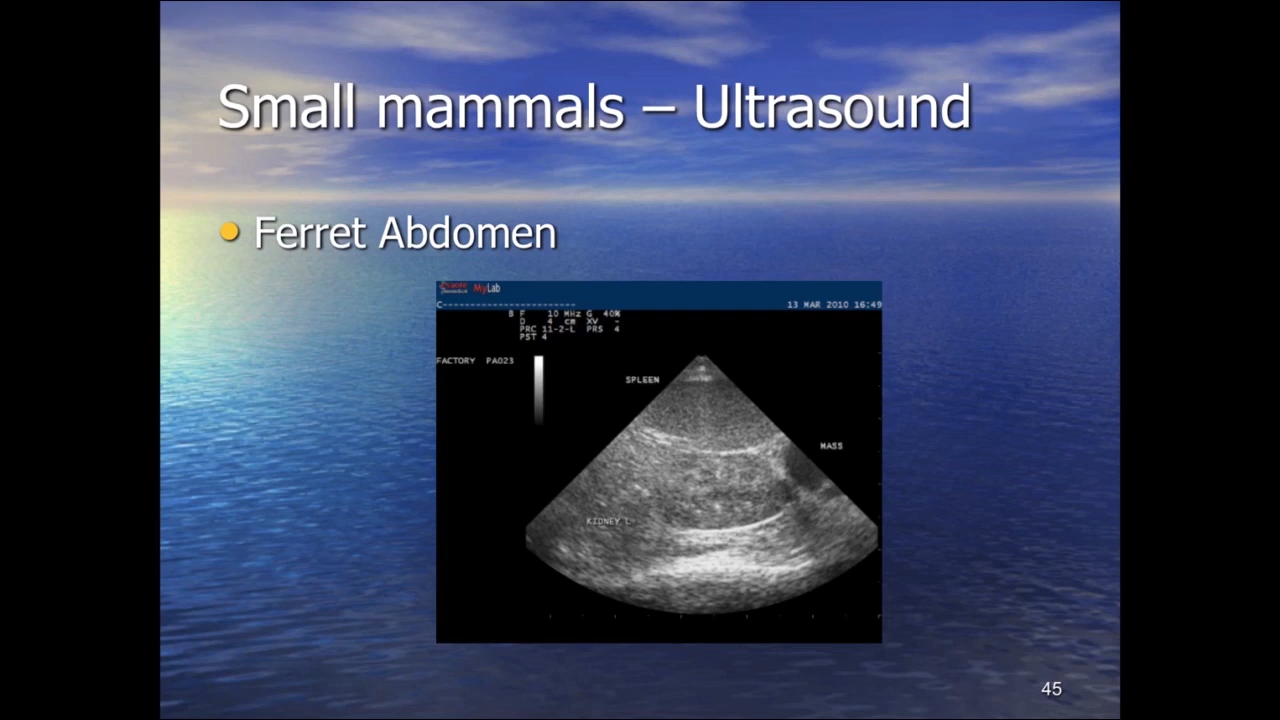 Small mammals – Ultrasound
Ferret Abdomen
esaote MyLab
C------------------------ 13 MAR 2010 16:49
B F 10 MHz G 40%
D 4 cm XV -
PRC 11-2-L PRS 4
PST 4
FACTORY PA023
SPLEEN
MASS
KIDNEY L
45